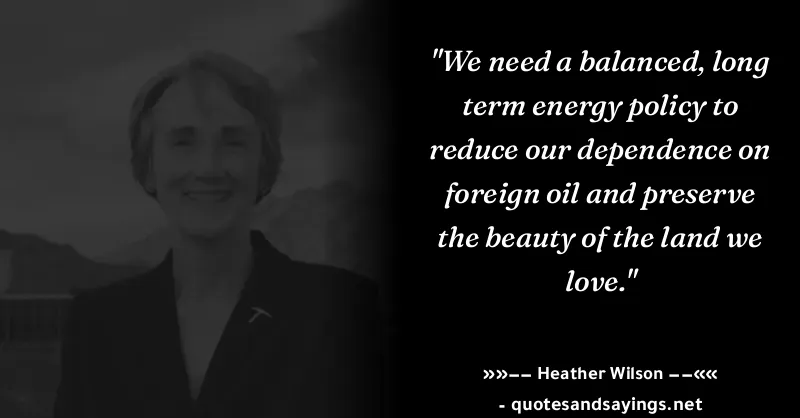 "We need a balanced, long
term energy policy to
reduce our dependence on
foreign oil and preserve
the beauty of the land we
love."
»»–– Heather Wilson ––««
- quotesandsayings.net